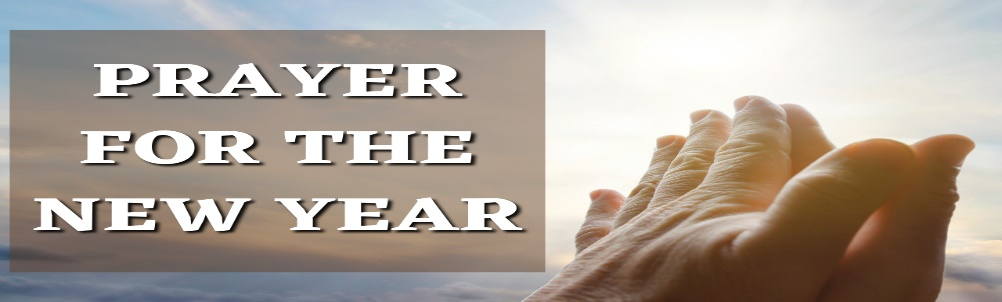 PRAYER
FOR THE
NEW YEAR